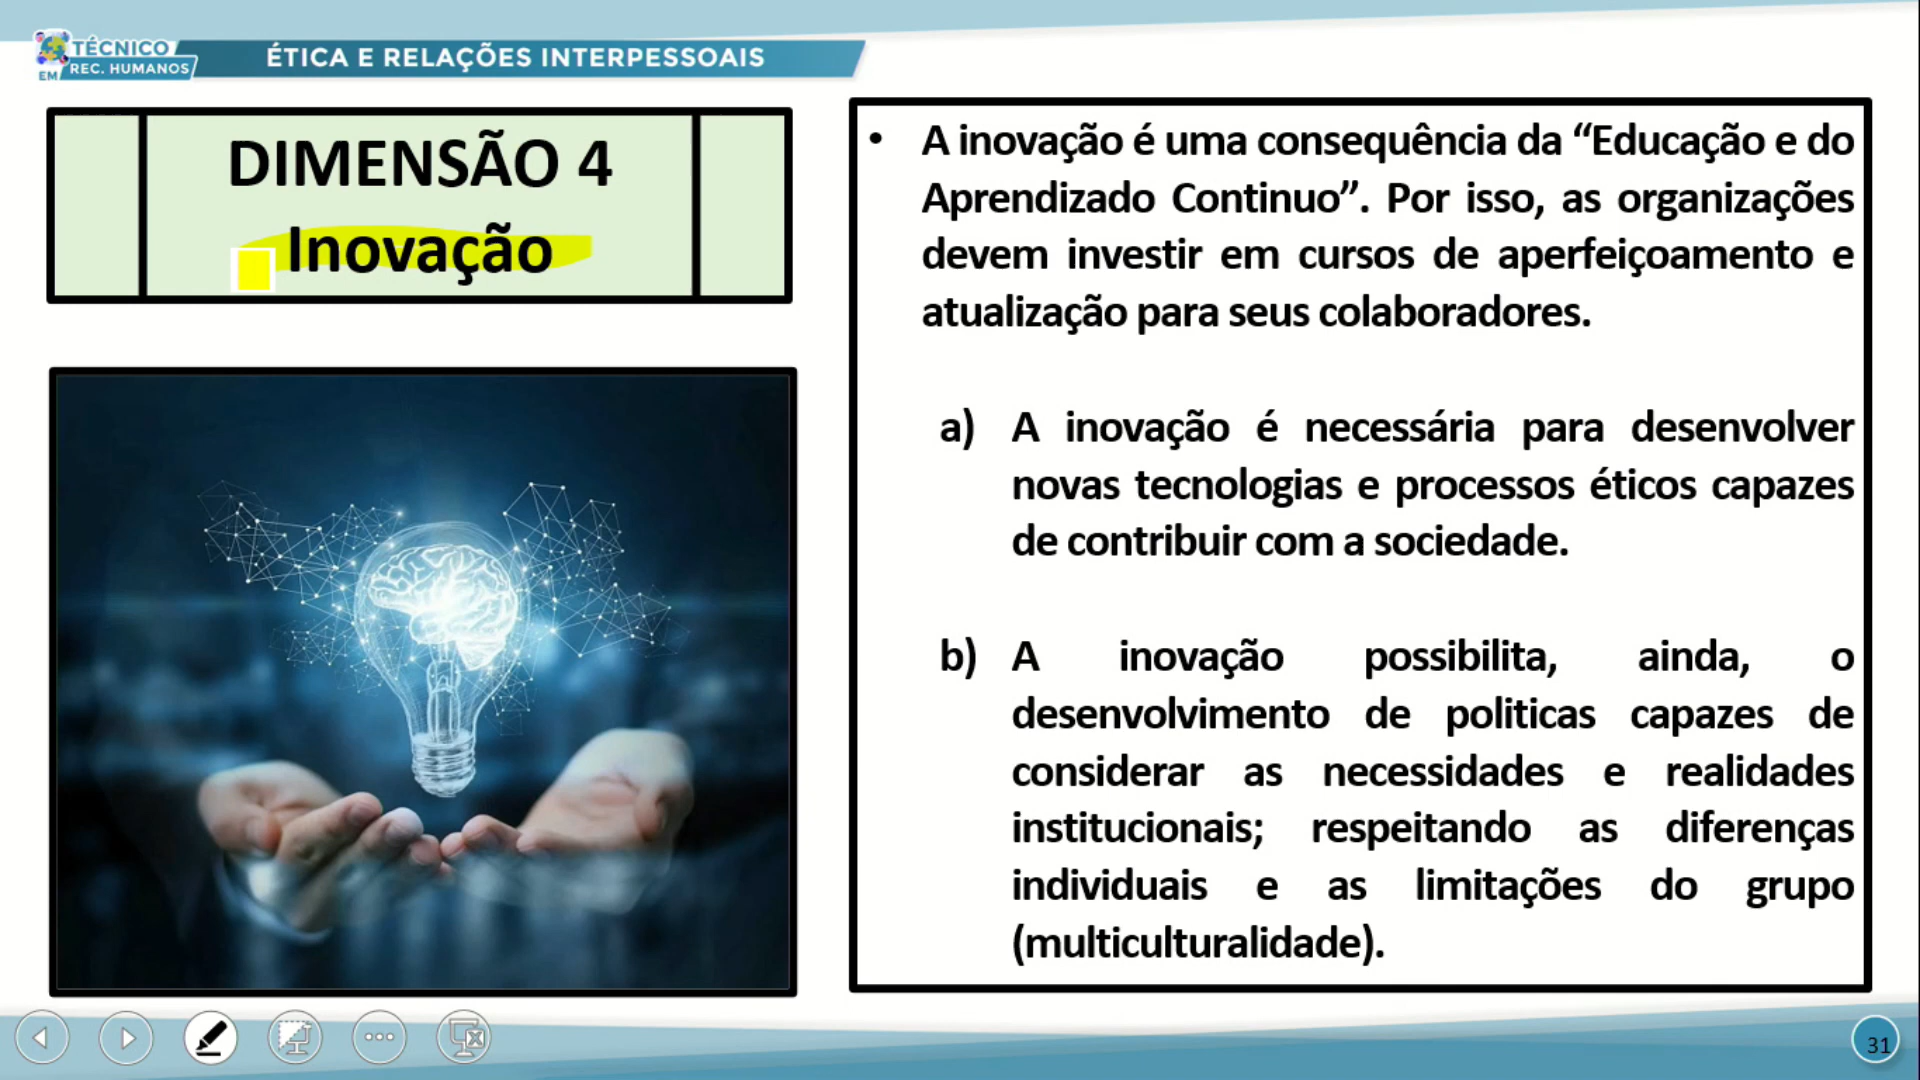 TÉCNICO
EM REC. HUMANOS
ÉTICA E RELAÇÕES INTERPESSOAIS
DIMENSÃO 4
Inovação
• A inovação é uma consequência da “Educação e do
Aprendizado Continuo”. Por isso, as organizações
devem investir em cursos de aperfeiçoamento e
atualização para seus colaboradores.
a) A inovação é necessária para desenvolver
novas tecnologias e processos éticos capazes
de contribuir com a sociedade.
b) A inovação possibilita, ainda, o
desenvolvimento de politicas capazes de
considerar as necessidades e realidades
institucionais; respeitando as diferenças
individuais e as limitações do grupo
(multiculturalidade).
31